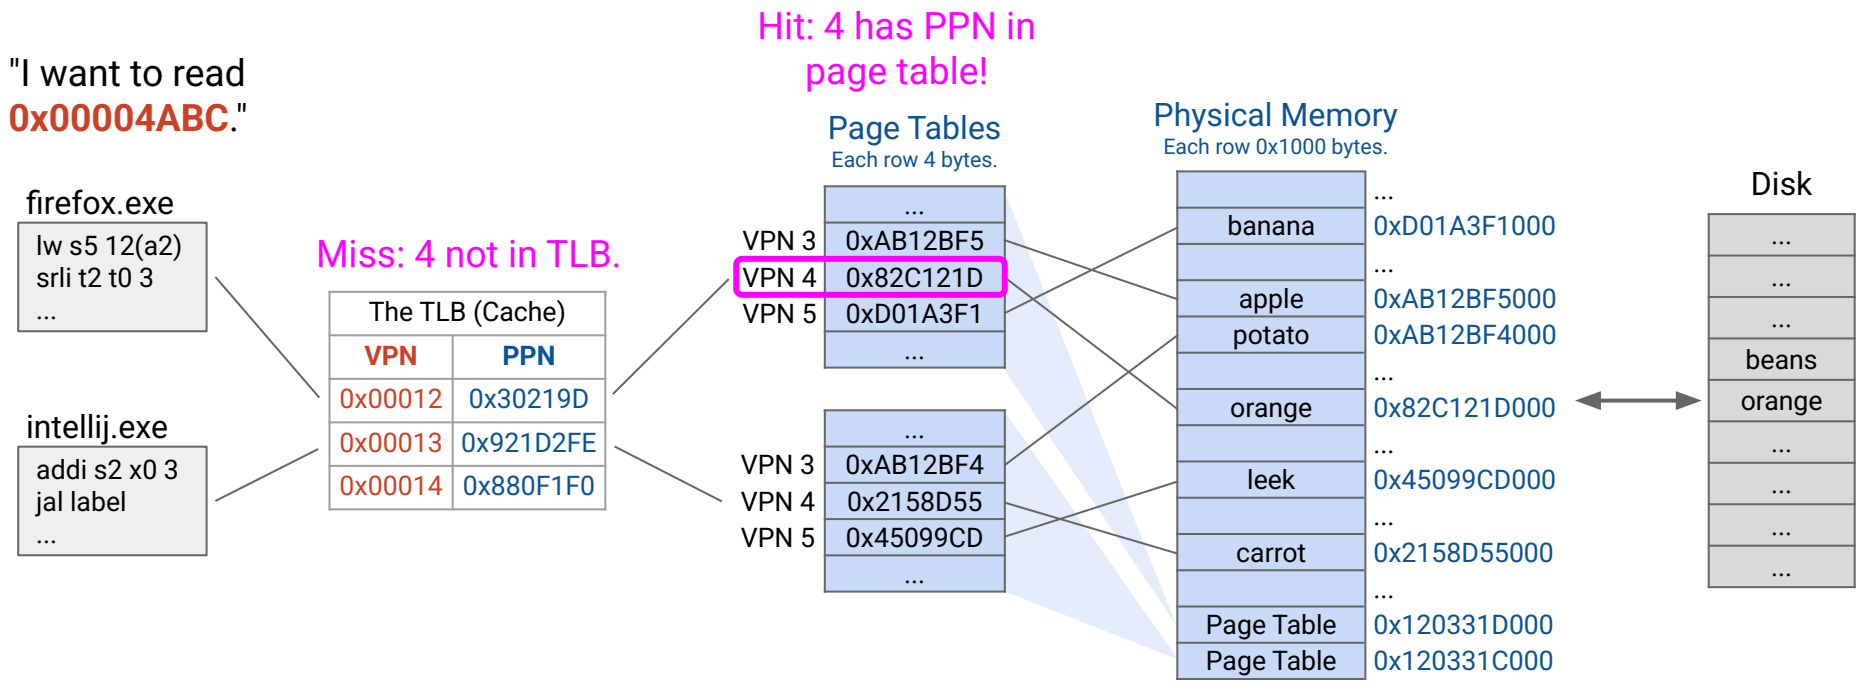 Hit: 4 has PPN in
page table!
"I want to read
0x00004ABC."
firefox.exe
lw s5 12(a2)
srli t2 t0 3
...
intellij.exe
addi s2 x0 3
jal label
...
Miss: 4 not in TLB.
The TLB (Cache)
VPN PPN
0x00012 0x30219D
0x00013 0x921D2FE
0x00014 0x880F1F0
Page Tables
Each row 4 bytes.
...
VPN 3 0xAB12BF5
VPN 4 0x82C121D
VPN 5 0xD01A3F1
...
...
VPN 3 0xAB12BF4
VPN 4 0x2158D55
VPN 5 0x45099CD
...
Physical Memory
Each row 0x1000 bytes.
...
banana 0xD01A3F1000
...
apple 0xAB12BF5000
potato 0xAB12BF4000
...
orange 0x82C121D000
...
leek 0x45099CD000
...
carrot 0x2158D55000
...
Page Table 0x120331D000
Page Table 0x120331C000
Disk
...
...
...
beans
orange
...
...
...
...